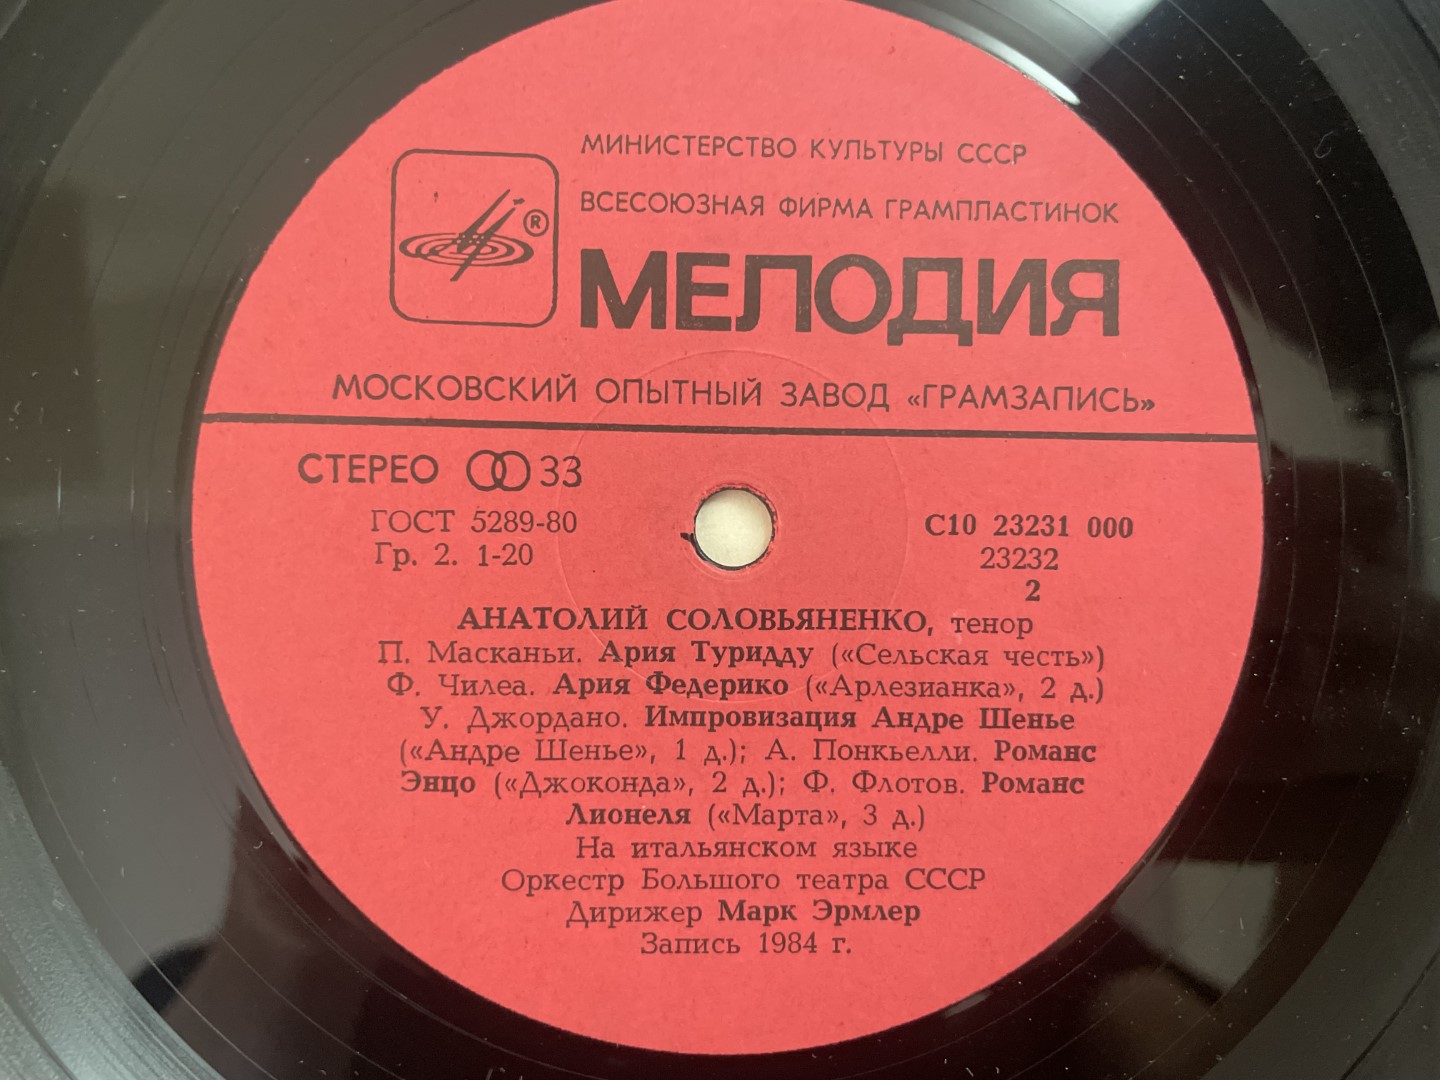 МИНИСТЕРСТВО КУЛЬТУРЫ СССР
ВСЕСОЮЗНАЯ ФИРМА ГРАМПЛАСТИНОК
®
МЕЛОДИЯ
МОСКОВСКИЙ ОПЫТНЫЙ ЗАВОД «ГРАМЗАПИСЬ»
СТЕРЕО 33
ГОСТ 5289-80
Гр. 2. 1-20
С10 23231 000
23232
2
АНАТОЛИЙ СОЛОВЬЯНЕНКО, тенор
П. Масканьи. Ария Туридду («Сельская честь»)
Ф. Чилеа. Ария Федерико («Арлезианка», 2 д.)
У. Джордано. Импровизация Андре Шенье
(«Андре Шенье», 1 д.); А. Понкьелли. Романс
Энцо («Джоконда», 2 д.); Ф. Флотов. Романс
Лионеля («Марта», 3 д.)
На итальянском языке
Оркестр Большого театра СССР
Дирижер Марк Эрмлер
Запись 1984 г.